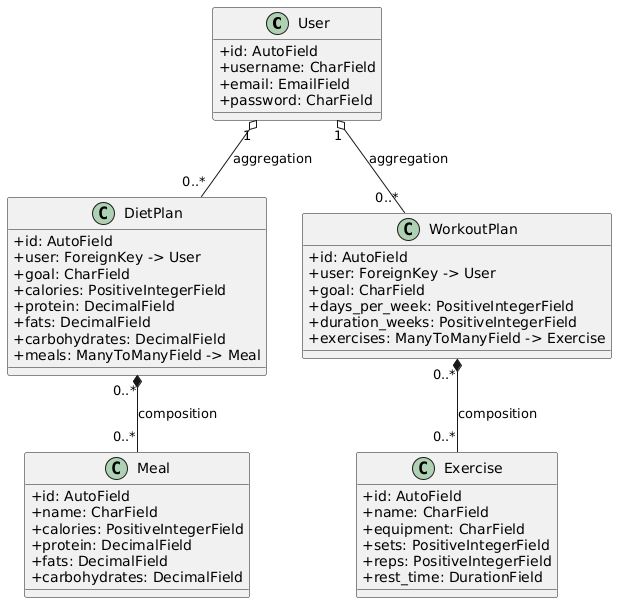 C User
+id: AutoField
+username: CharField
+email: EmailField
+password: CharField
1
1
aggregation
aggregation
0..*
0..*
C DietPlan
+id: AutoField
+user: ForeignKey -> User
+goal: CharField
+calories: PositiveIntegerField
+protein: DecimalField
+fats: DecimalField
+carbohydrates: DecimalField
+meals: ManyToManyField -> Meal
C WorkoutPlan
+id: AutoField
+user: ForeignKey -> User
+goal: CharField
+days_per_week: PositiveIntegerField
+duration_weeks: PositiveIntegerField
+exercises: ManyToManyField -> Exercise
0..*
composition
0..*
0..*
composition
0..*
C Meal
+id: AutoField
+name: CharField
+calories: PositiveIntegerField
+protein: DecimalField
+fats: DecimalField
+carbohydrates: DecimalField
C Exercise
+id: AutoField
+name: CharField
+equipment: CharField
+sets: PositiveIntegerField
+reps: PositiveIntegerField
+rest_time: DurationField